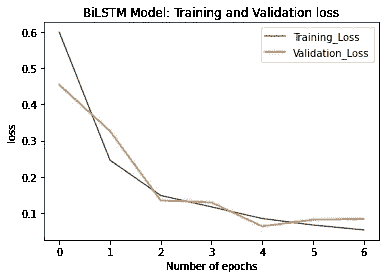 BiLSTM Model: Training and Validation loss
Training_Loss
Validation_Loss
0.6
0.5
0.4
0.3
0.2
0.1
loss
0 1 2 3 4 5 6
Number of epochs